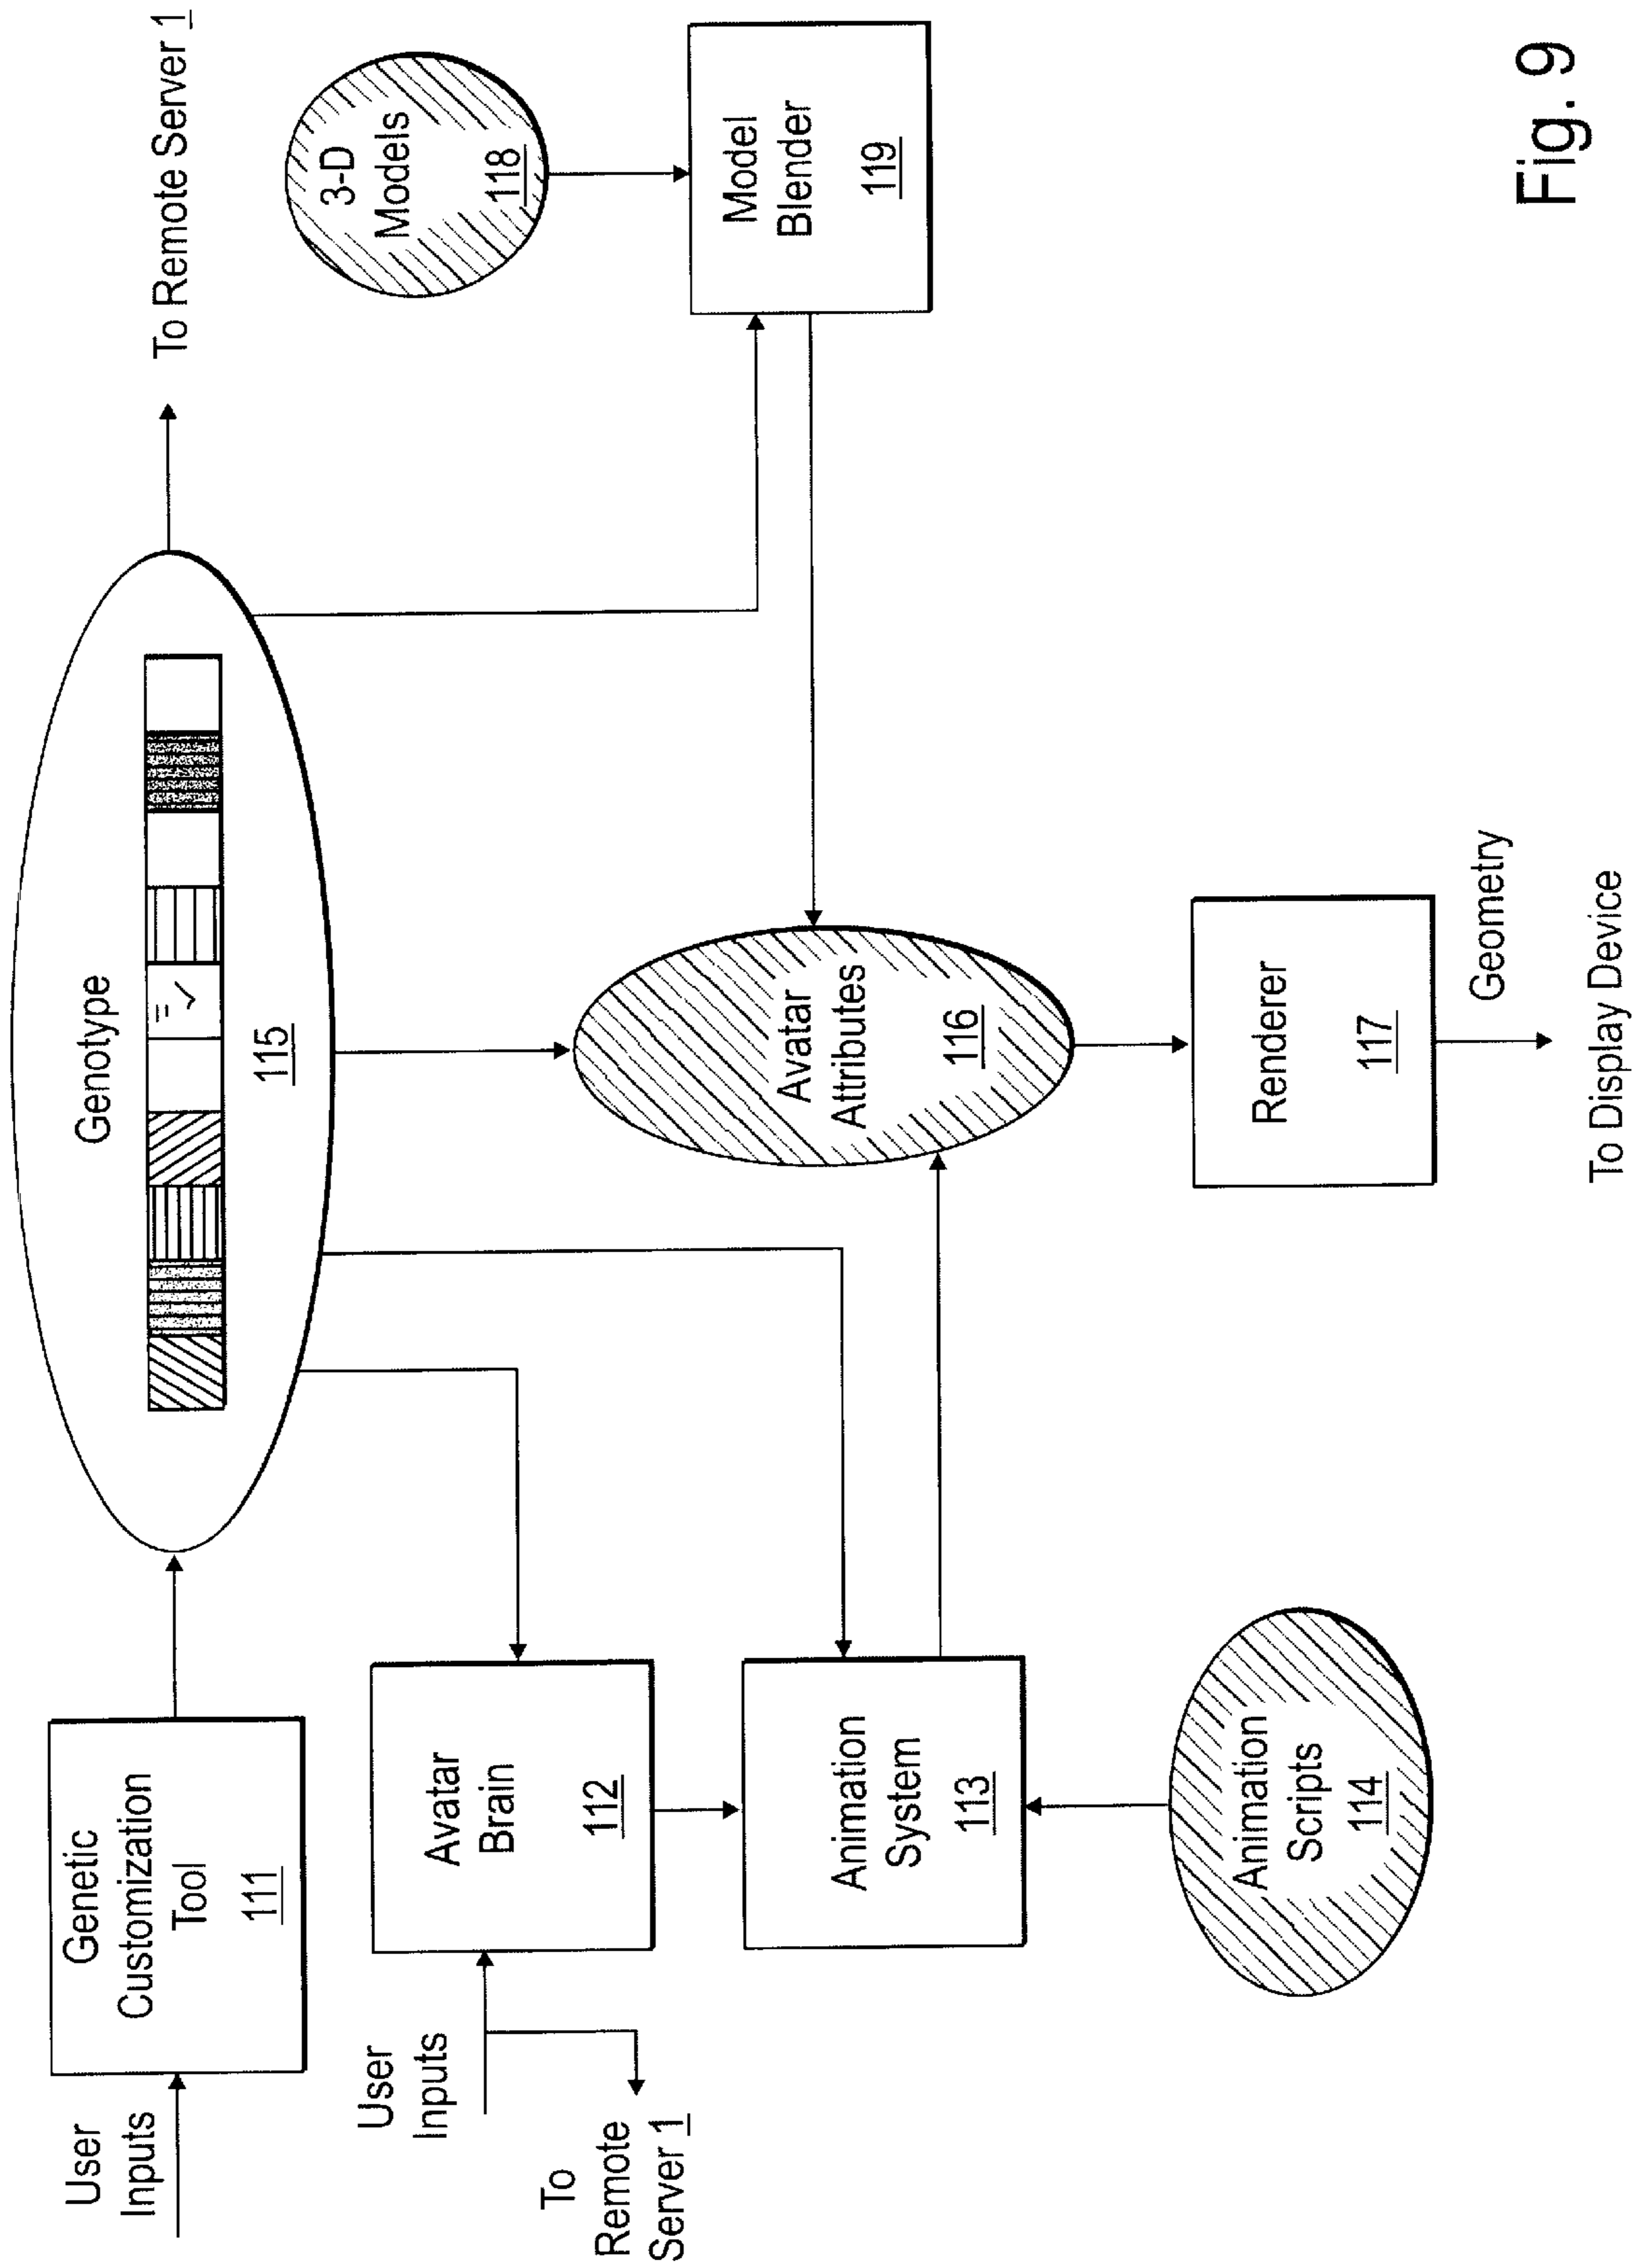 Genotype
115
To Remote Server 1
User
Inputs
Genetic
Customization
Tool
111
3-D
Models
118
User
Inputs
To
Remote
Server 1
Avatar
Brain
112
Model
Blender
119
Avatar
Attributes
116
Animation
System
113
Animation
Scripts
114
Renderer
117
Geometry
To Display Device
Fig. 9